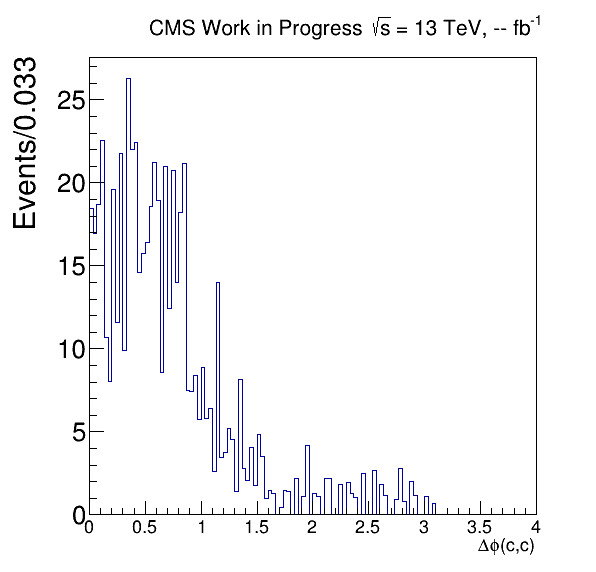 CMS Work in Progress √s = 13 TeV, -- fb⁻¹
Events/0.033
25
20
15
10
5
0
0 0.5 1 1.5 2 2.5 3 3.5 4
Δϕ(c,c)